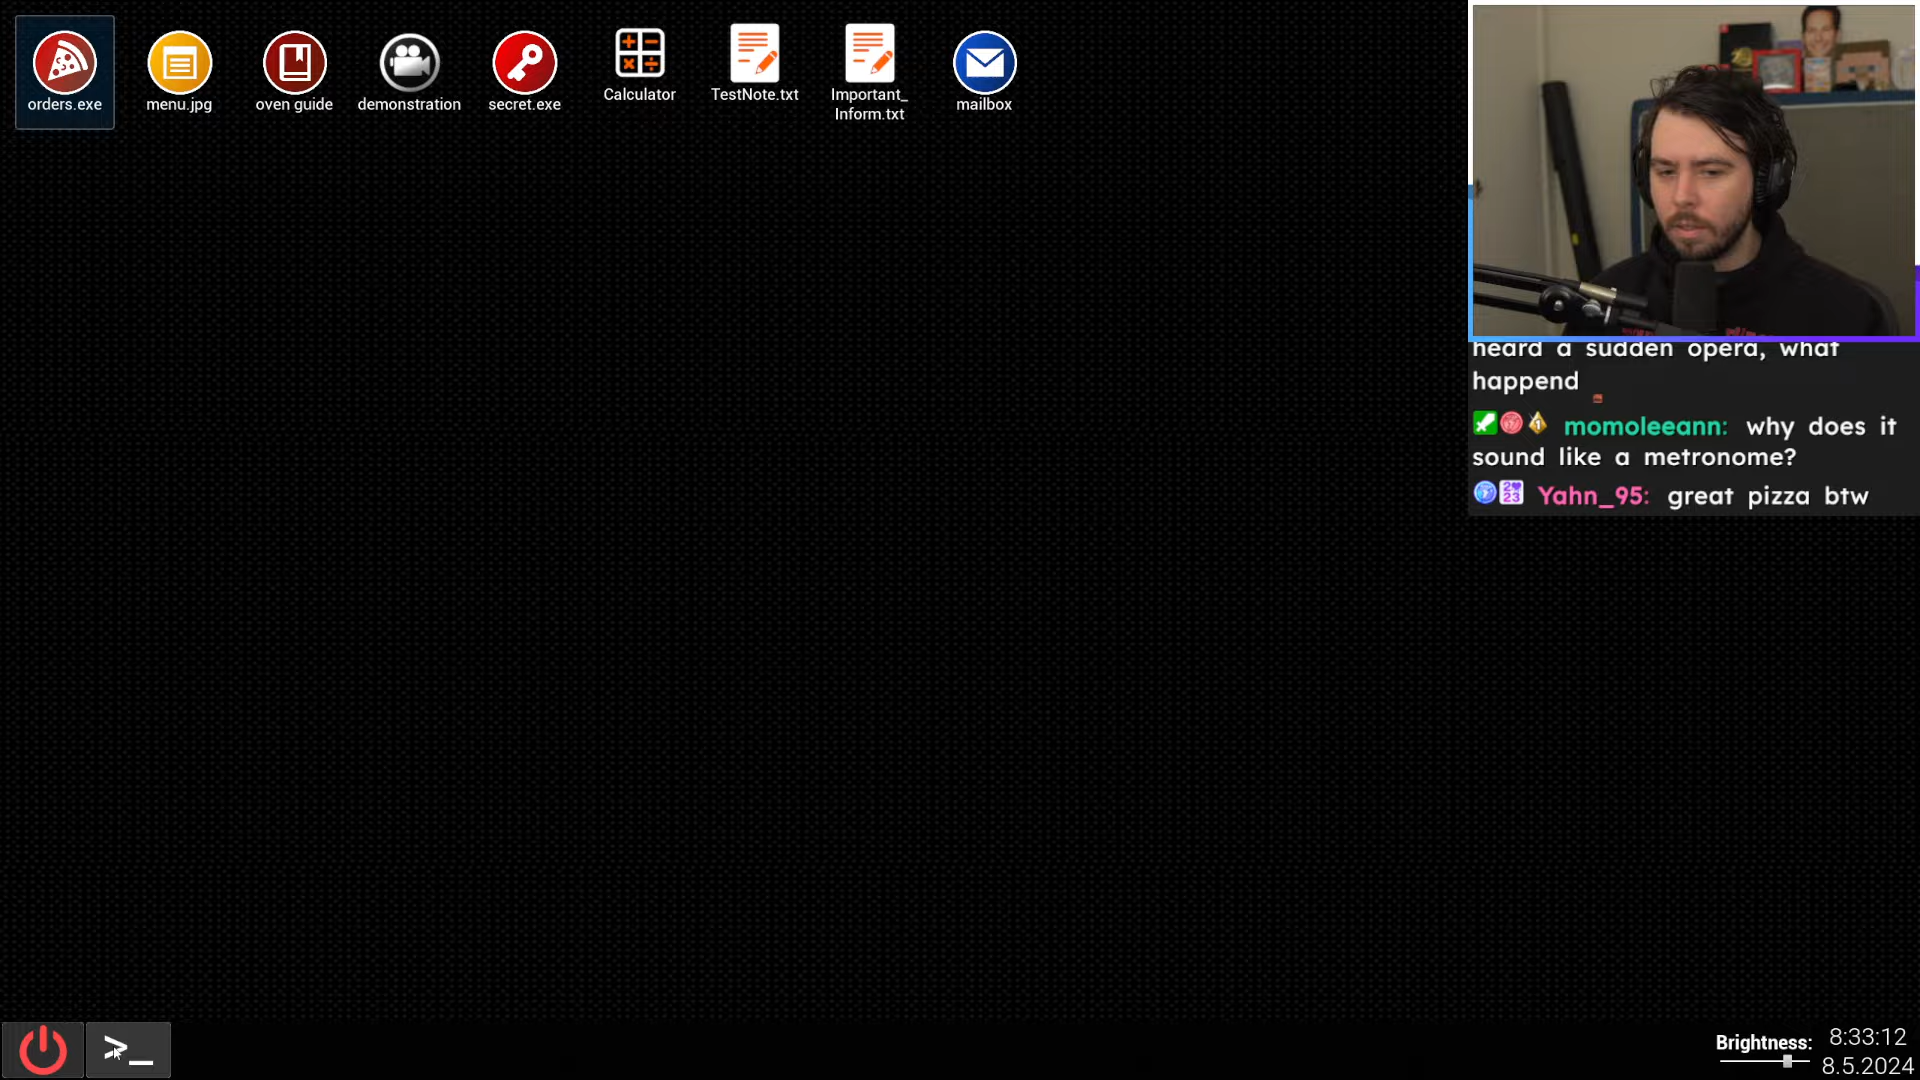 orders.exe
menu.jpg
oven guide
demonstration
secret.exe
Calculator
TestNote.txt
Important_
Inform.txt
mailbox
heard a sudden opera, what
happend
momoleeann: why does it
sound like a metronome?
Yahn_95: great pizza btw
>_
Brightness:
8:33:12
8.5.2024